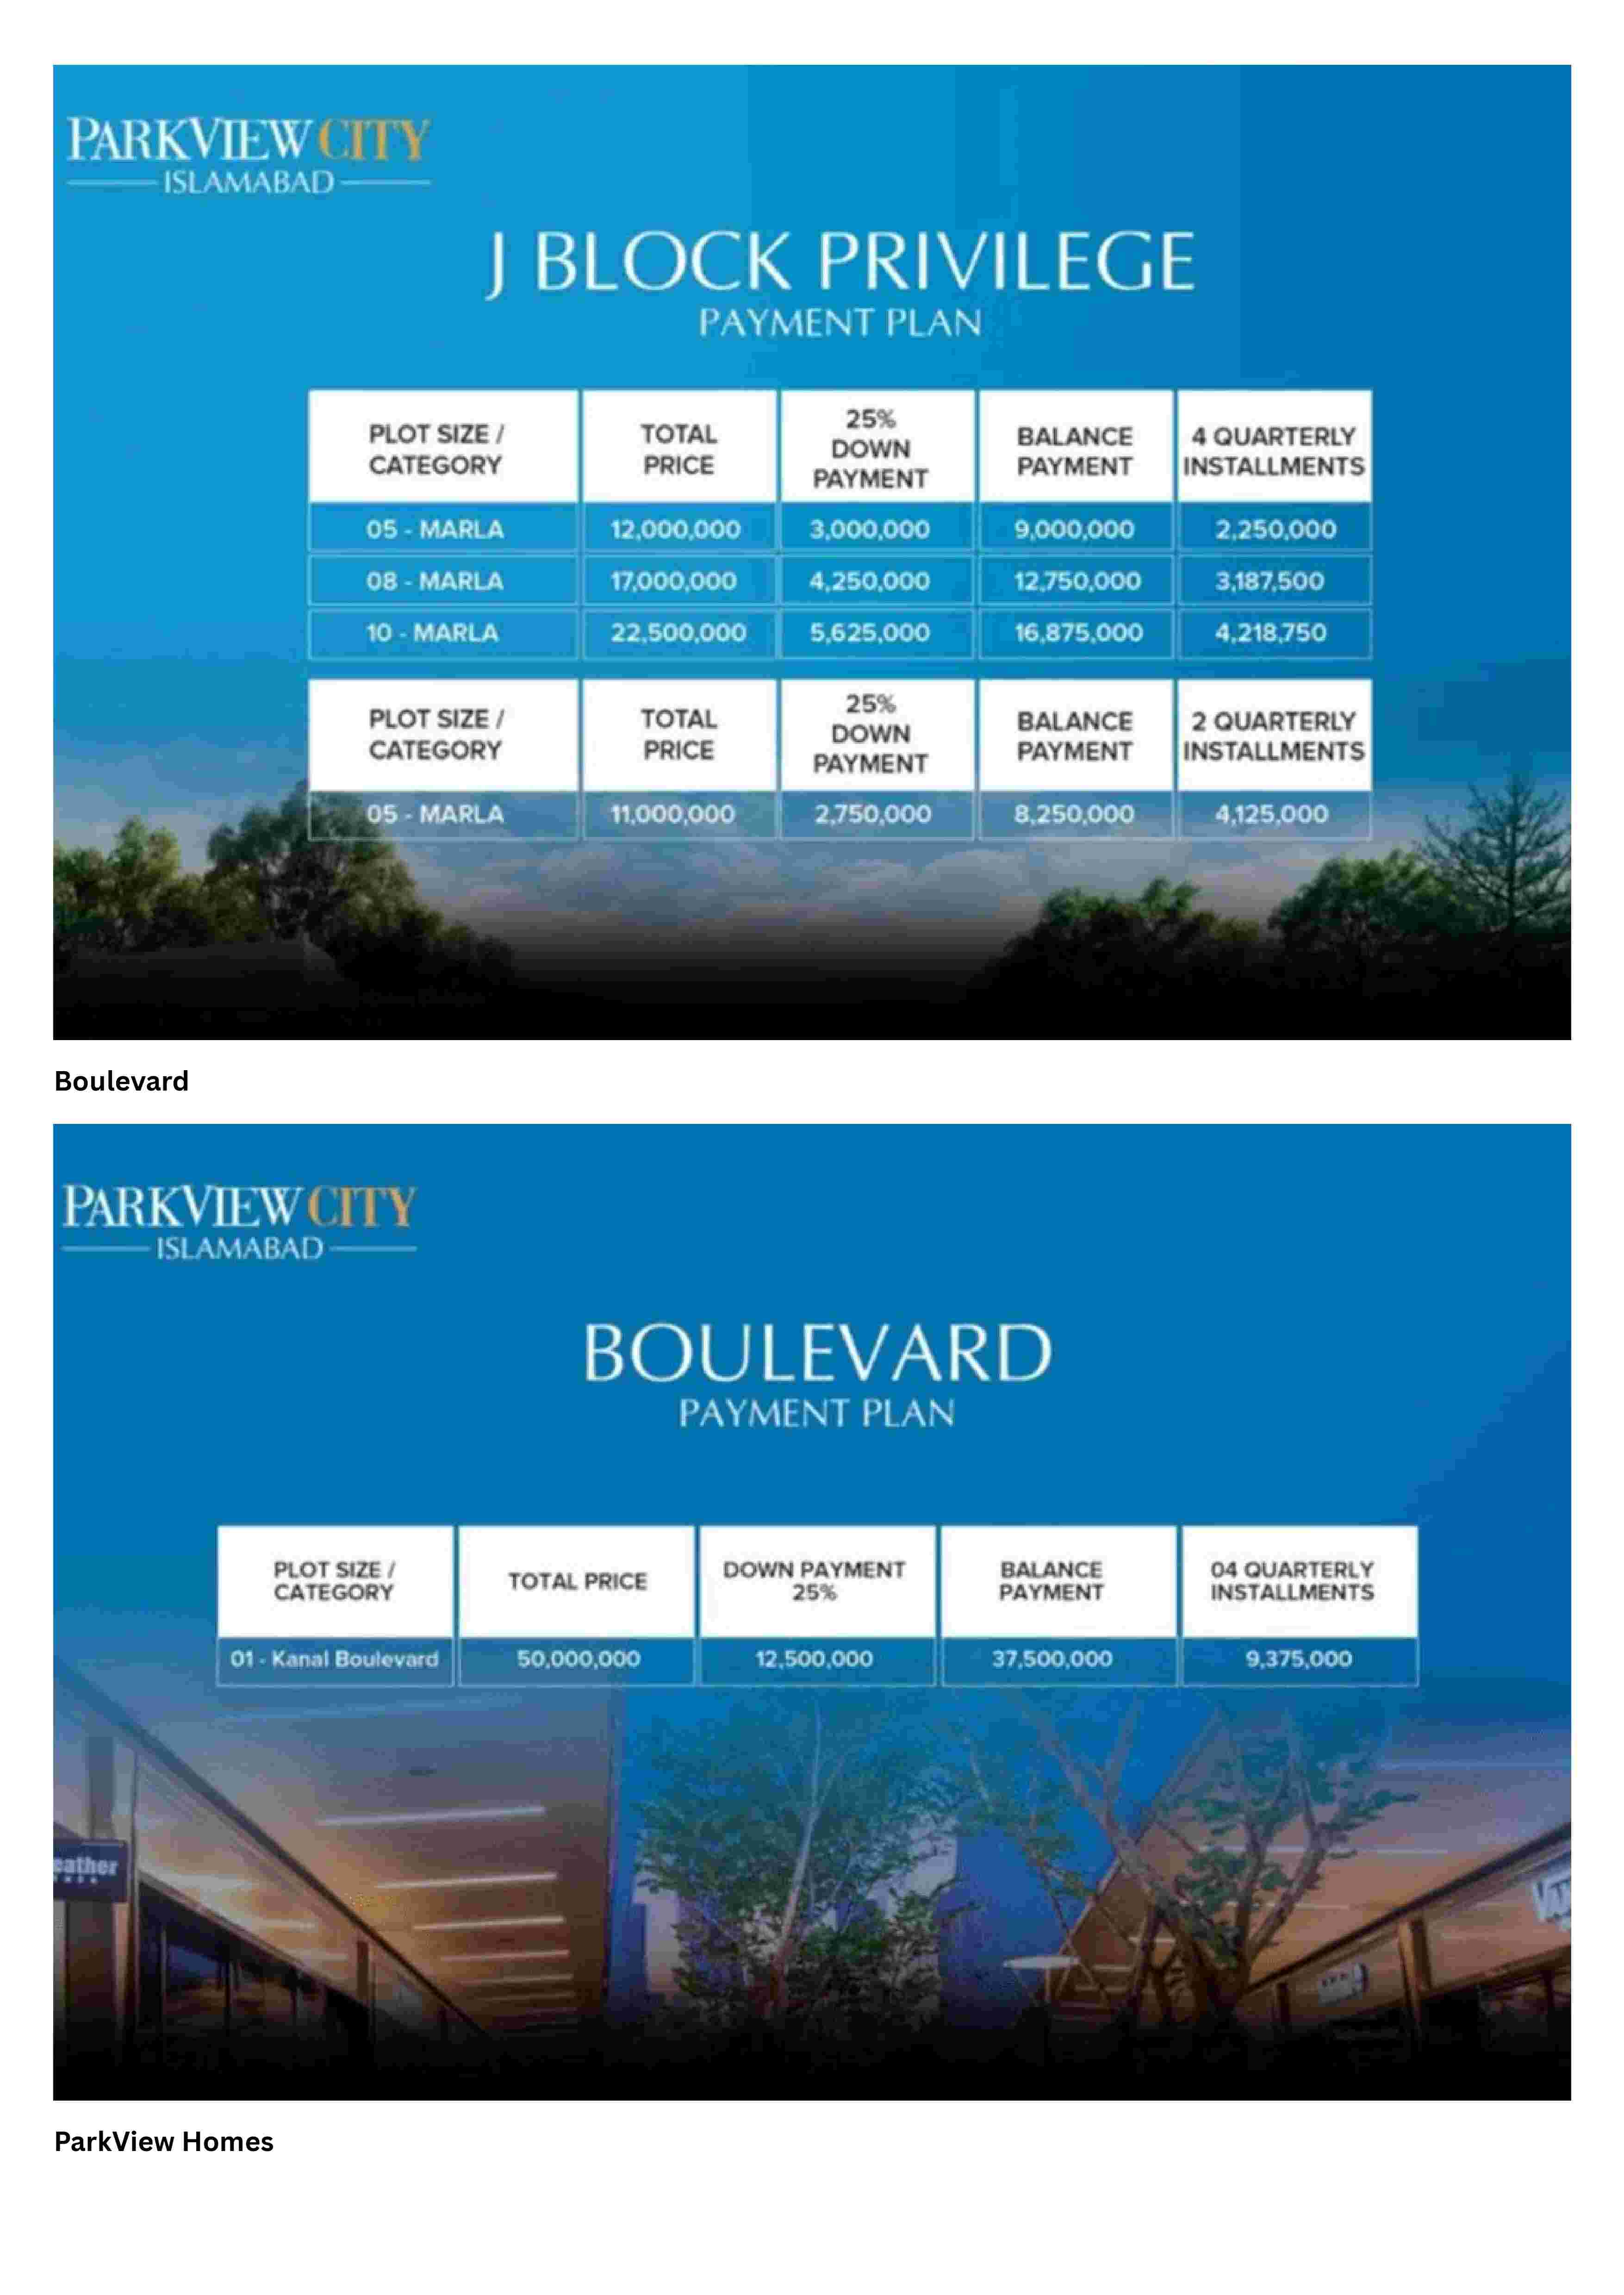 PARKVIEW CITY
ISLAMABAD
J BLOCK PRIVILEGE
PAYMENT PLAN
PLOT SIZE / CATEGORY TOTAL PRICE 25% DOWN PAYMENT BALANCE PAYMENT 4 QUARTERLY INSTALLMENTS
05 - MARLA 12,000,000 3,000,000 9,000,000 2,250,000
08 - MARLA 17,000,000 4,250,000 12,750,000 3,187,500
10 - MARLA 22,500,000 5,625,000 16,875,000 4,218,750
PLOT SIZE / CATEGORY TOTAL PRICE 25% DOWN PAYMENT BALANCE PAYMENT 2 QUARTERLY INSTALLMENTS
05 - MARLA 11,000,000 2,750,000 8,250,000 4,125,000
Boulevard
PARKVIEW CITY
ISLAMABAD
BOULEVARD
PAYMENT PLAN
PLOT SIZE / CATEGORY TOTAL PRICE DOWN PAYMENT 25% BALANCE PAYMENT 04 QUARTERLY INSTALLMENTS
01 - Kanal Boulevard 50,000,000 12,500,000 37,500,000 9,375,000
eather
ParkView Homes